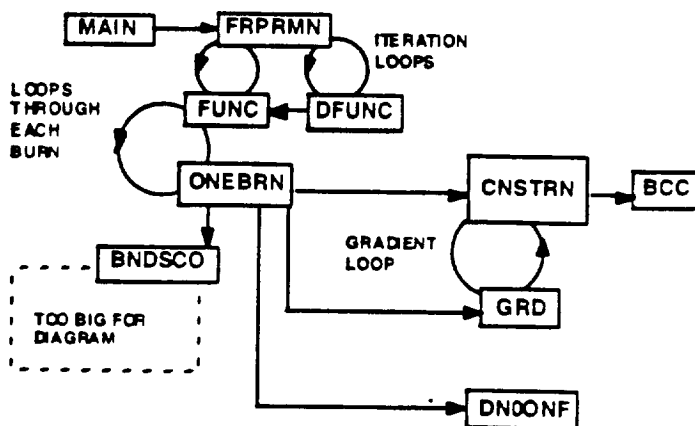 MAIN
FRPRMN
ITERATION
LOOPS
LOOPS
THROUGH
EACH
BURN
FUNC
DFUNC
ONEBRN
CNSTRN
BCC
BNDSCO
GRADIENT
LOOP
TOO BIG FOR
DIAGRAM
GRD
DN0ONF